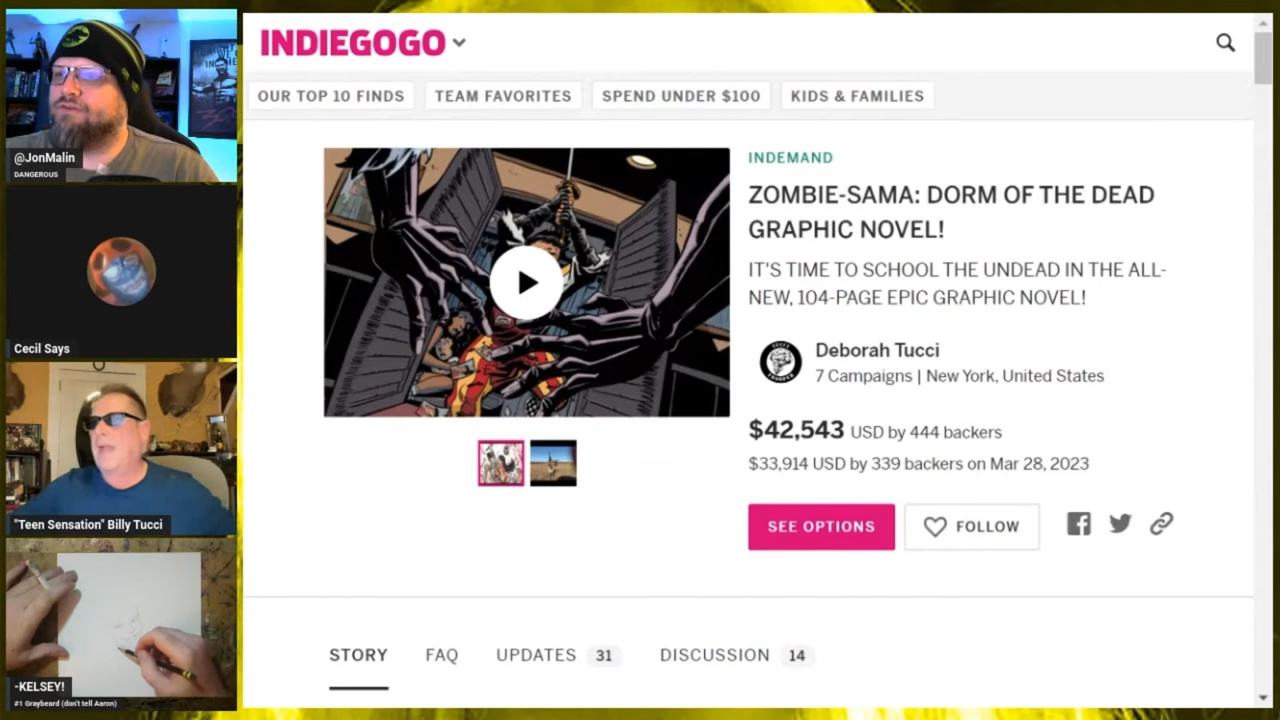 @JonMalin
DANGEROUS
Cecil Says
"Teen Sensation" Billy Tucci
-KELSEY!
#1 Graybeard (don't tell Aaron)
INDIEGOGO
OUR TOP 10 FINDS
TEAM FAVORITES
SPEND UNDER $100
KIDS & FAMILIES
INDEMAND
ZOMBIE-SAMA: DORM OF THE DEAD
GRAPHIC NOVEL!
IT'S TIME TO SCHOOL THE UNDEAD IN THE ALL-
NEW, 104-PAGE EPIC GRAPHIC NOVEL!
Deborah Tucci
7 Campaigns | New York, United States
$42,543 USD by 444 backers
$33,914 USD by 339 backers on Mar 28, 2023
SEE OPTIONS
FOLLOW
STORY
FAQ
UPDATES 31
DISCUSSION 14